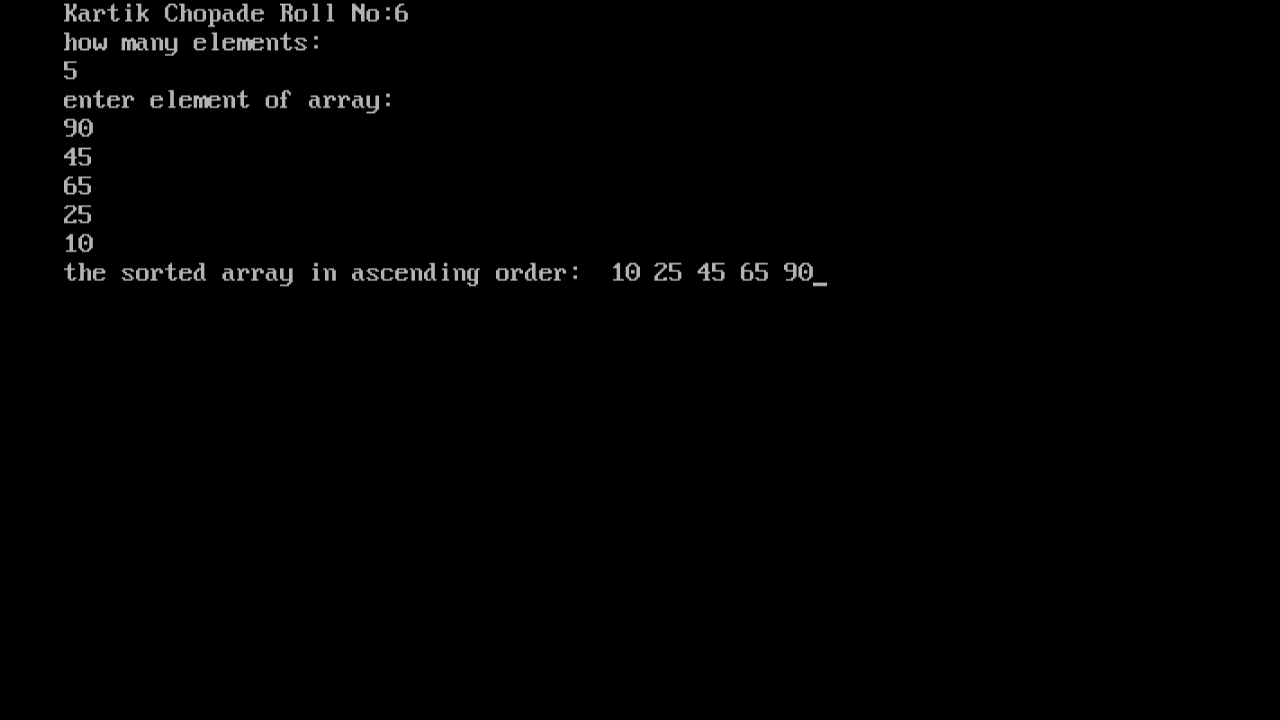 Kartik Chopade Roll No:6
how many elements:
5
enter element of array:
90
45
65
25
10
the sorted array in ascending order:  10 25 45 65 90_